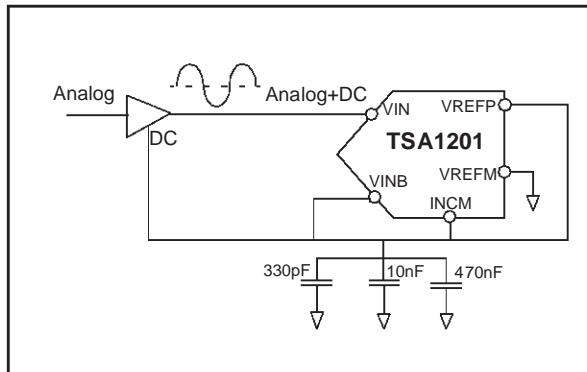 Analog
DC
Analog+DC
VIN
VREFP
TSA1201
VREFM
VINB
INCM
330pF
10nF
470nF